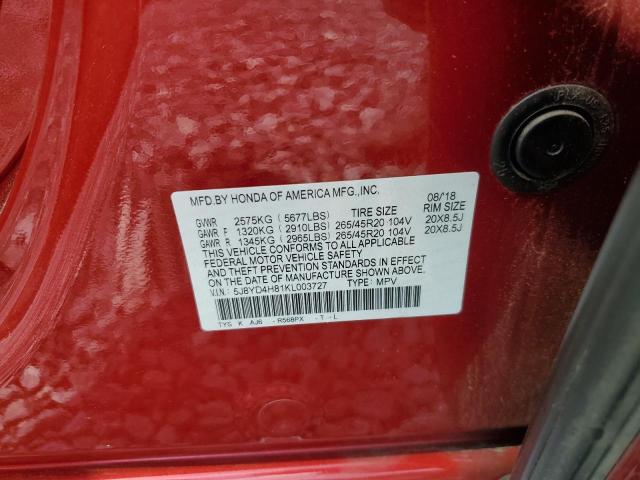 MFD.BY HONDA OF AMERICA MFG.,INC. 08/18
GVWR 2575KG (5677LBS) TIRE SIZE RIM SIZE
GAWR F 1320KG (2910LBS) 265/45R20 104V 20X8.5J
GAWR R 1345KG (2965LBS) 265/45R20 104V 20X8.5J
THIS VEHICLE CONFORMS TO ALL APPLICABLE
FEDERAL MOTOR VEHICLE SAFETY
AND THEFT PREVENTION STANDARDS IN EFFECT
ON THE DATE OF MANUFACTURE SHOWN ABOVE.
V.I.N.: 5J8YD4H81KL003727 TYPE: MPV
TYS K AJ6 - R568PX - T - L